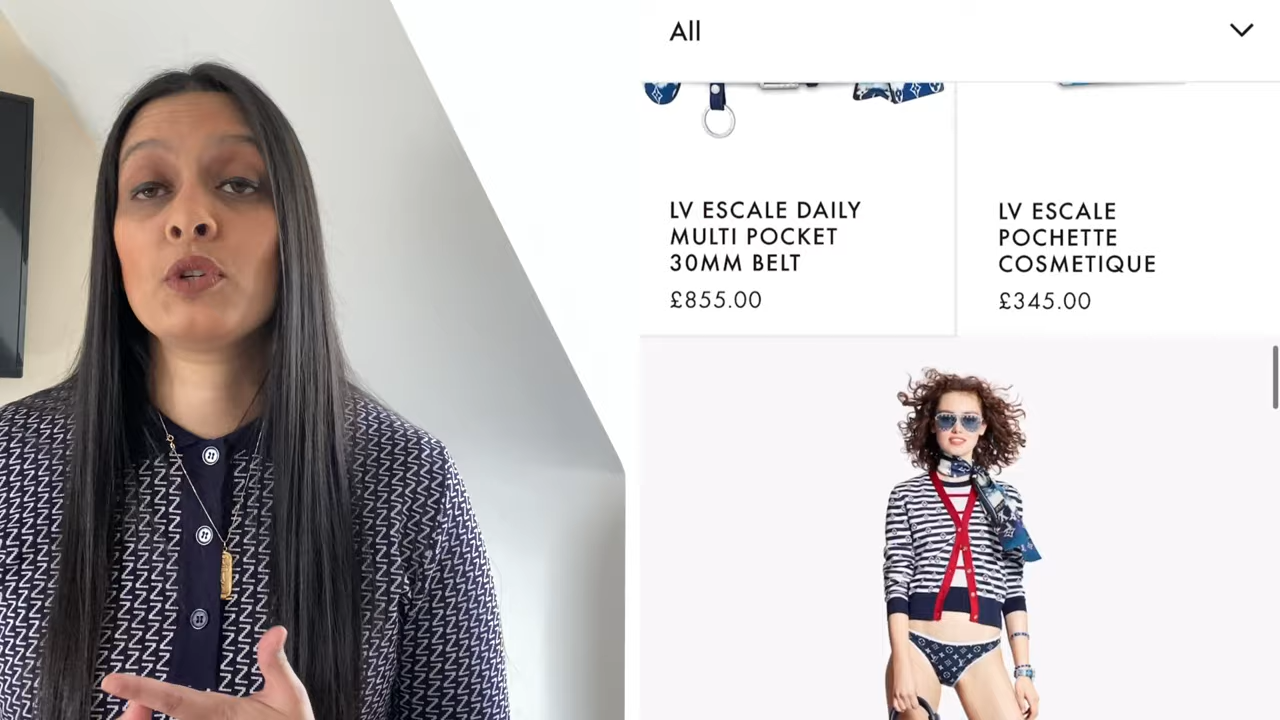 All
LV ESCALE DAILY
MULTI POCKET
30MM BELT
£855.00
LV ESCALE
POCHETTE
COSMETIQUE
£345.00